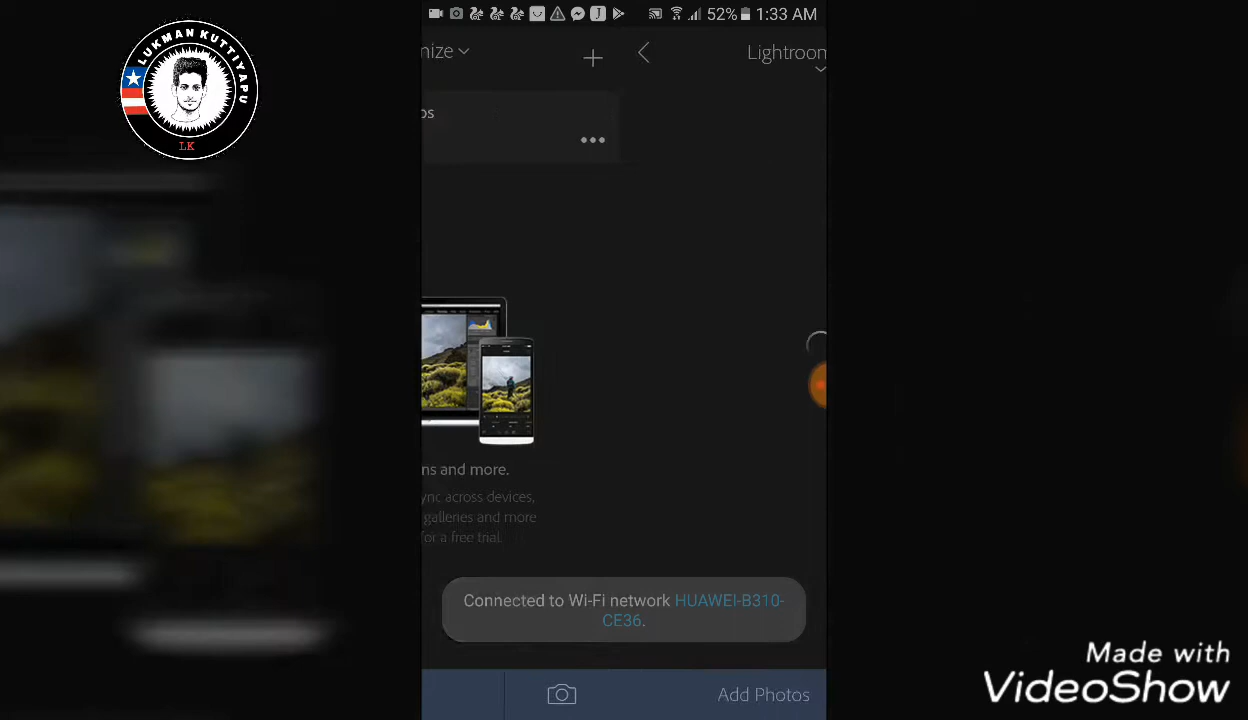 LUKMAN KUTTIYAPU
LK
52% 1:33 AM
nize
Lightroom
os
ns and more.
ync across devices,
galleries and more
for a free trial.
Connected to Wi-Fi network HUAWEI-B310-
CE36.
Add Photos
Made with
VideoShow